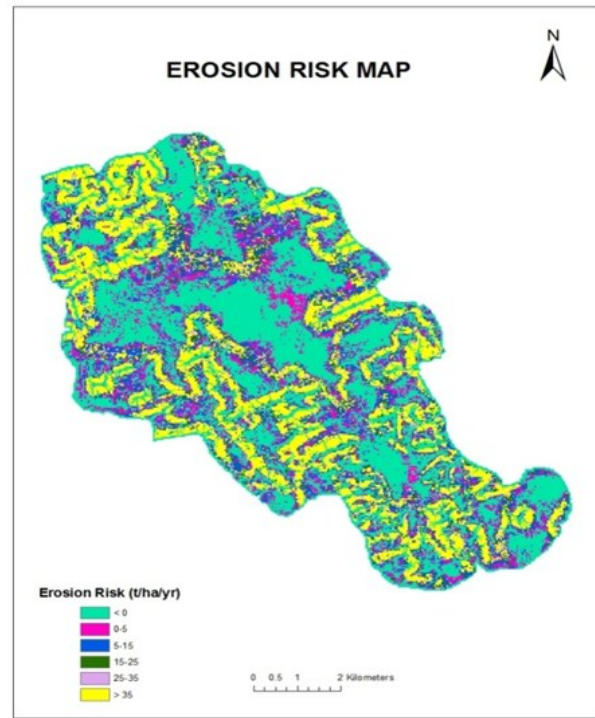 N
EROSION RISK MAP
Erosion Risk (t/ha/yr)
< 0
0-5
5-15
15-25
25-35
> 35
0 0.5 1 2 Kilometers